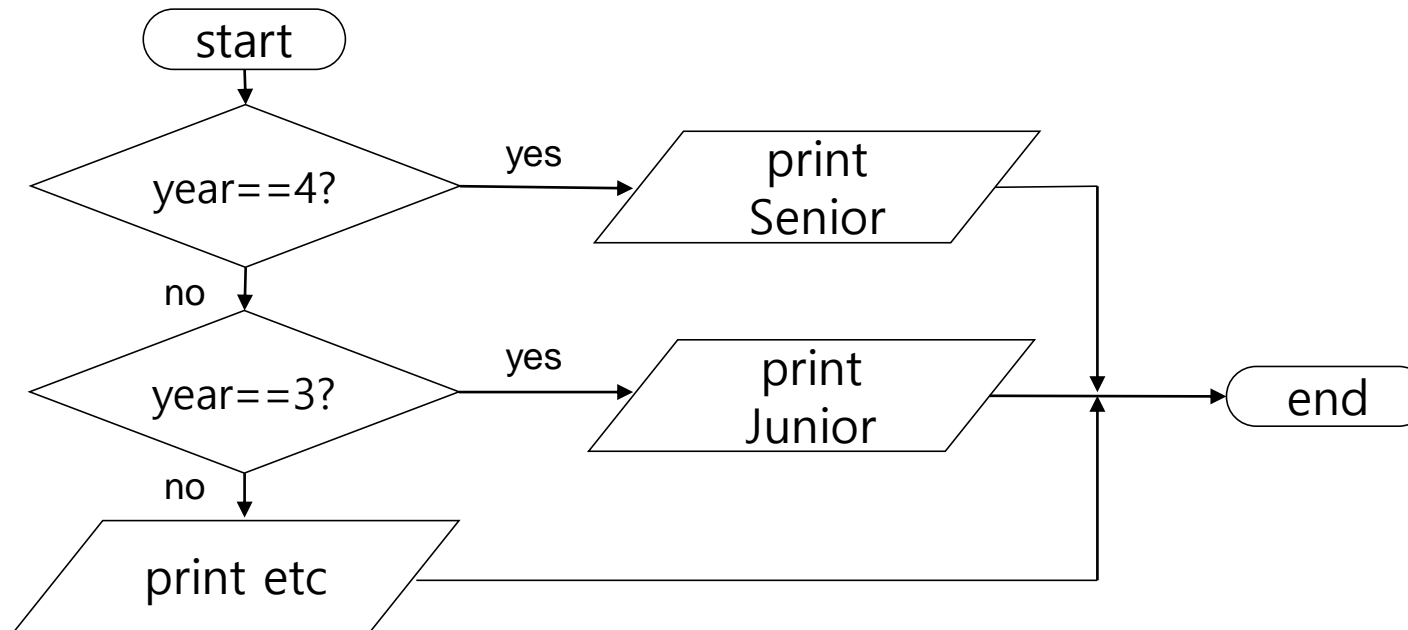 start
year==4?
yes
print
Senior
no
year==3?
yes
print
Junior
end
no
print etc